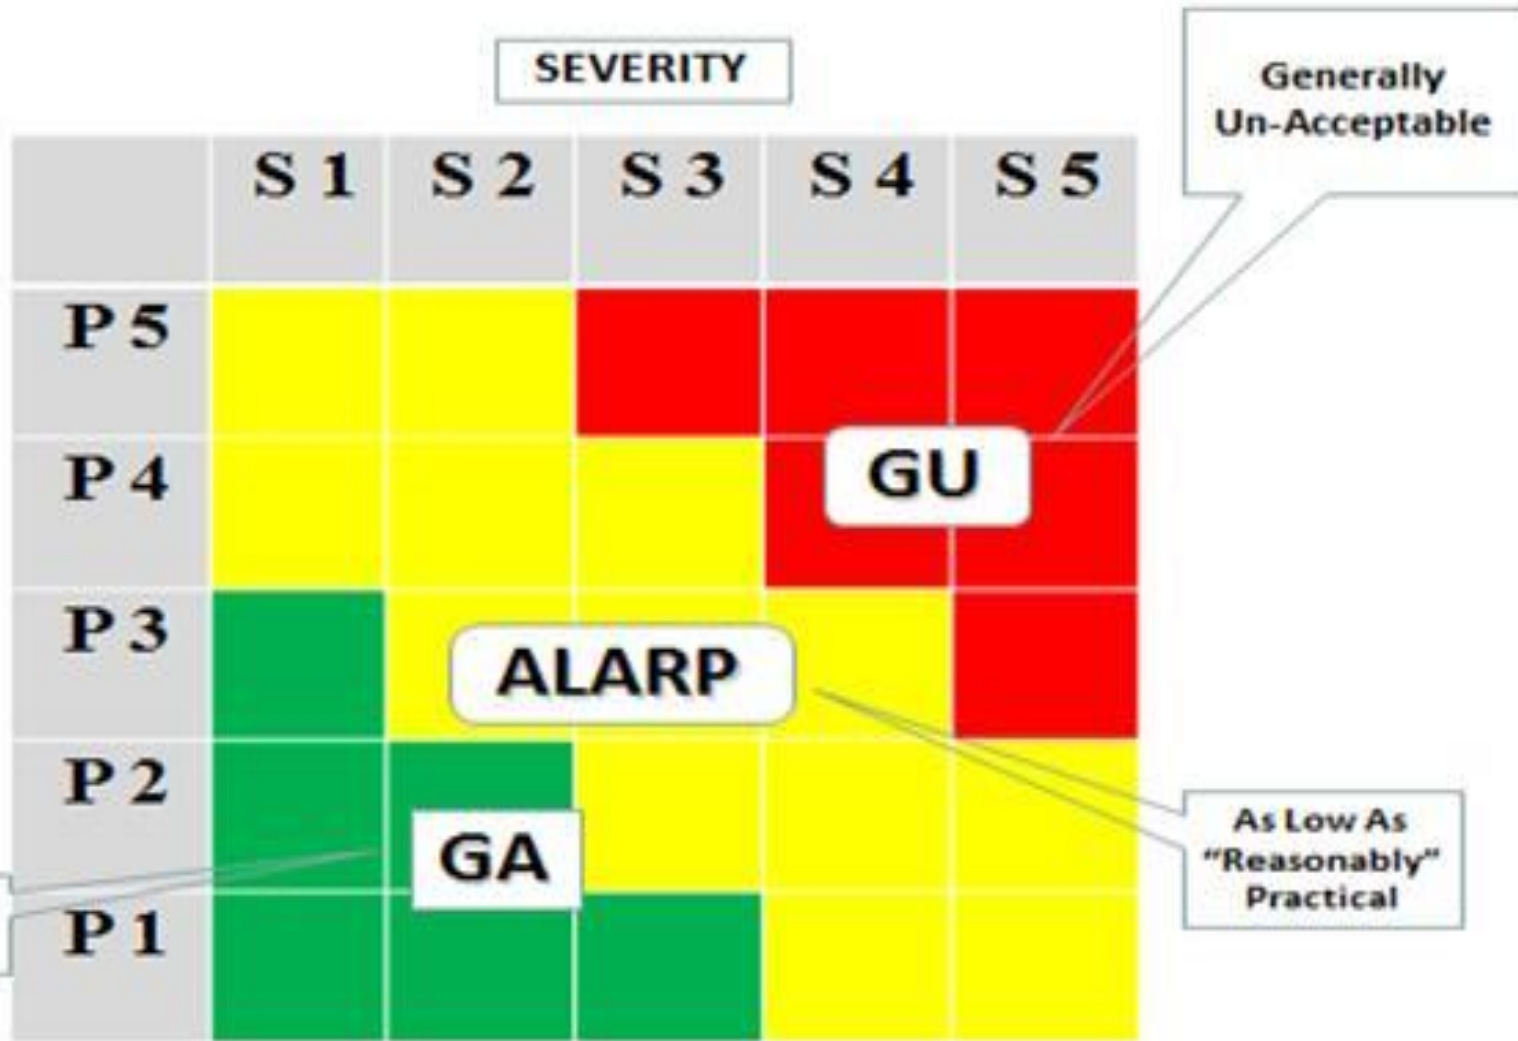 SEVERITY
Generally
Un-Acceptable
S 1 S 2 S 3 S 4 S 5
P 5
P 4
GU
P 3
ALARP
P 2
GA
As Low As
“Reasonably”
Practical
P 1